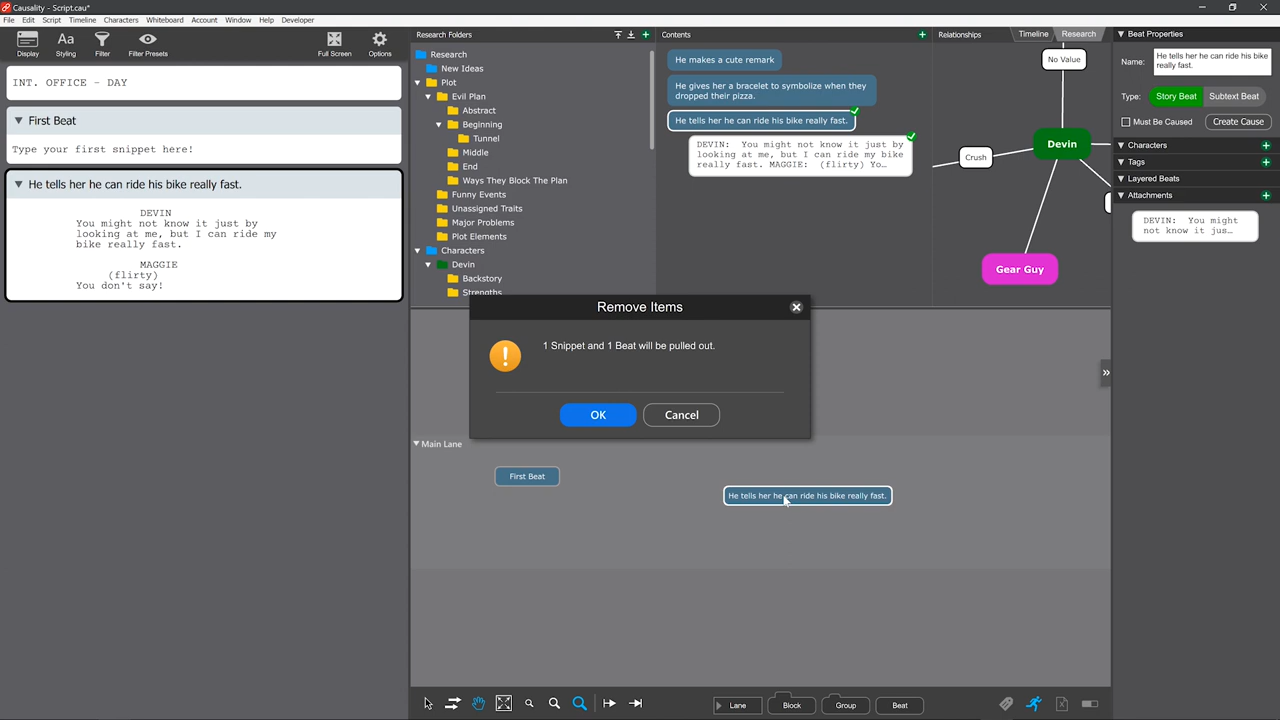 Causality - Script.cau*
File Edit Script Timeline Characters Whiteboard Account Window Help Developer
Display Styling Filter Filter Presets Full Screen Options
INT. OFFICE – DAY
First Beat
Type your first snippet here!
He tells her he can ride his bike really fast.
DEVIN
You might not know it just by
looking at me, but I can ride my
bike really fast.
MAGGIE
(flirty)
You don't say!
Research Folders
Research
New Ideas
Plot
Evil Plan
Abstract
Beginning
Tunnel
Middle
End
Ways They Block The Plan
Funny Events
Unassigned Traits
Major Problems
Plot Elements
Characters
Devin
Backstory
Strengths
Contents
He makes a cute remark
He gives her a bracelet to symbolize when they
dropped their pizza.
He tells her he can ride his bike really fast.
DEVIN: You might not know it just by
looking at me, but I can ride my bike
really fast. MAGGIE: (flirty) Yo…
Relationships
Timeline Research
No Value
Crush
Devin
Gear Guy
Beat Properties
Name: He tells her he can ride his bike
really fast.
Type: Story Beat Subtext Beat
Must Be Caused Create Cause
Characters
Tags
Layered Beats
Attachments
DEVIN: You might
not know it jus…
Remove Items
1 Snippet and 1 Beat will be pulled out.
OK Cancel
Main Lane
First Beat
He tells her he can ride his bike really fast.
Lane Block Group Beat